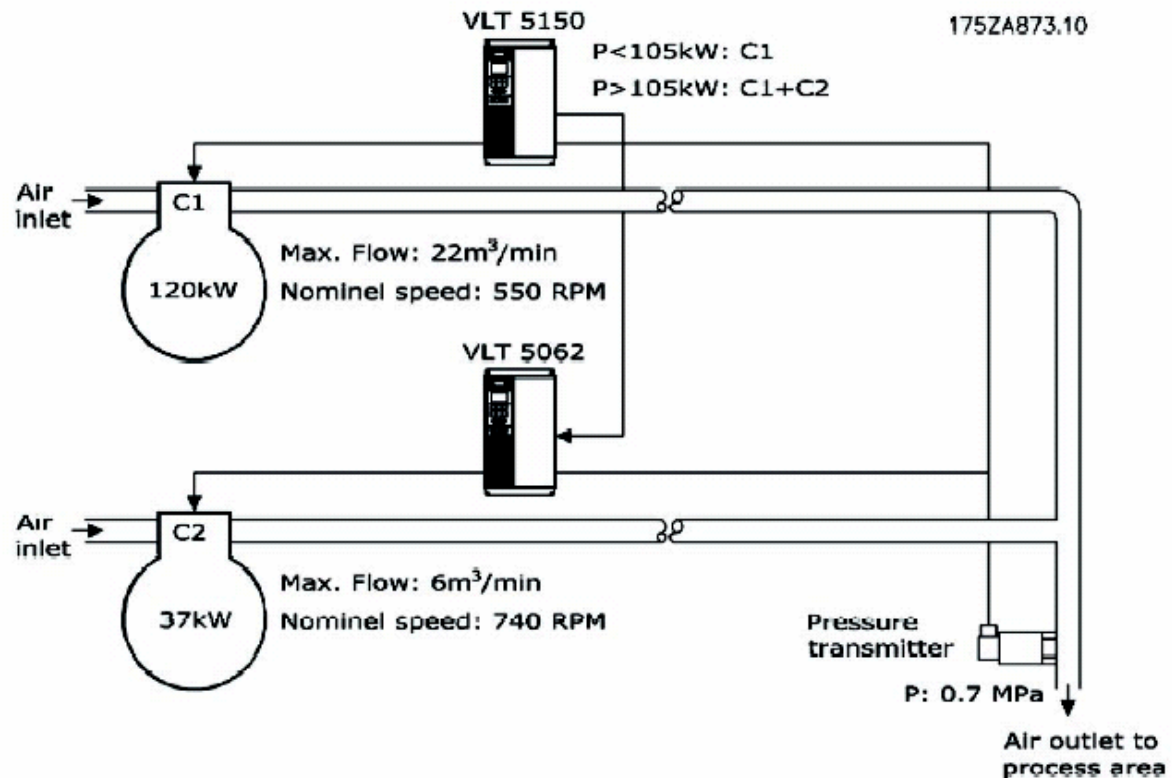 VLT 5150
175ZA873.10
P<105kW: C1
P>105kW: C1+C2
Air
inlet
C1
120kW
Max. Flow: 22m³/min
Nominel speed: 550 RPM
VLT 5062
Air
inlet
C2
37kW
Max. Flow: 6m³/min
Nominel speed: 740 RPM
Pressure
transmitter
P: 0.7 MPa
Air outlet to
process area